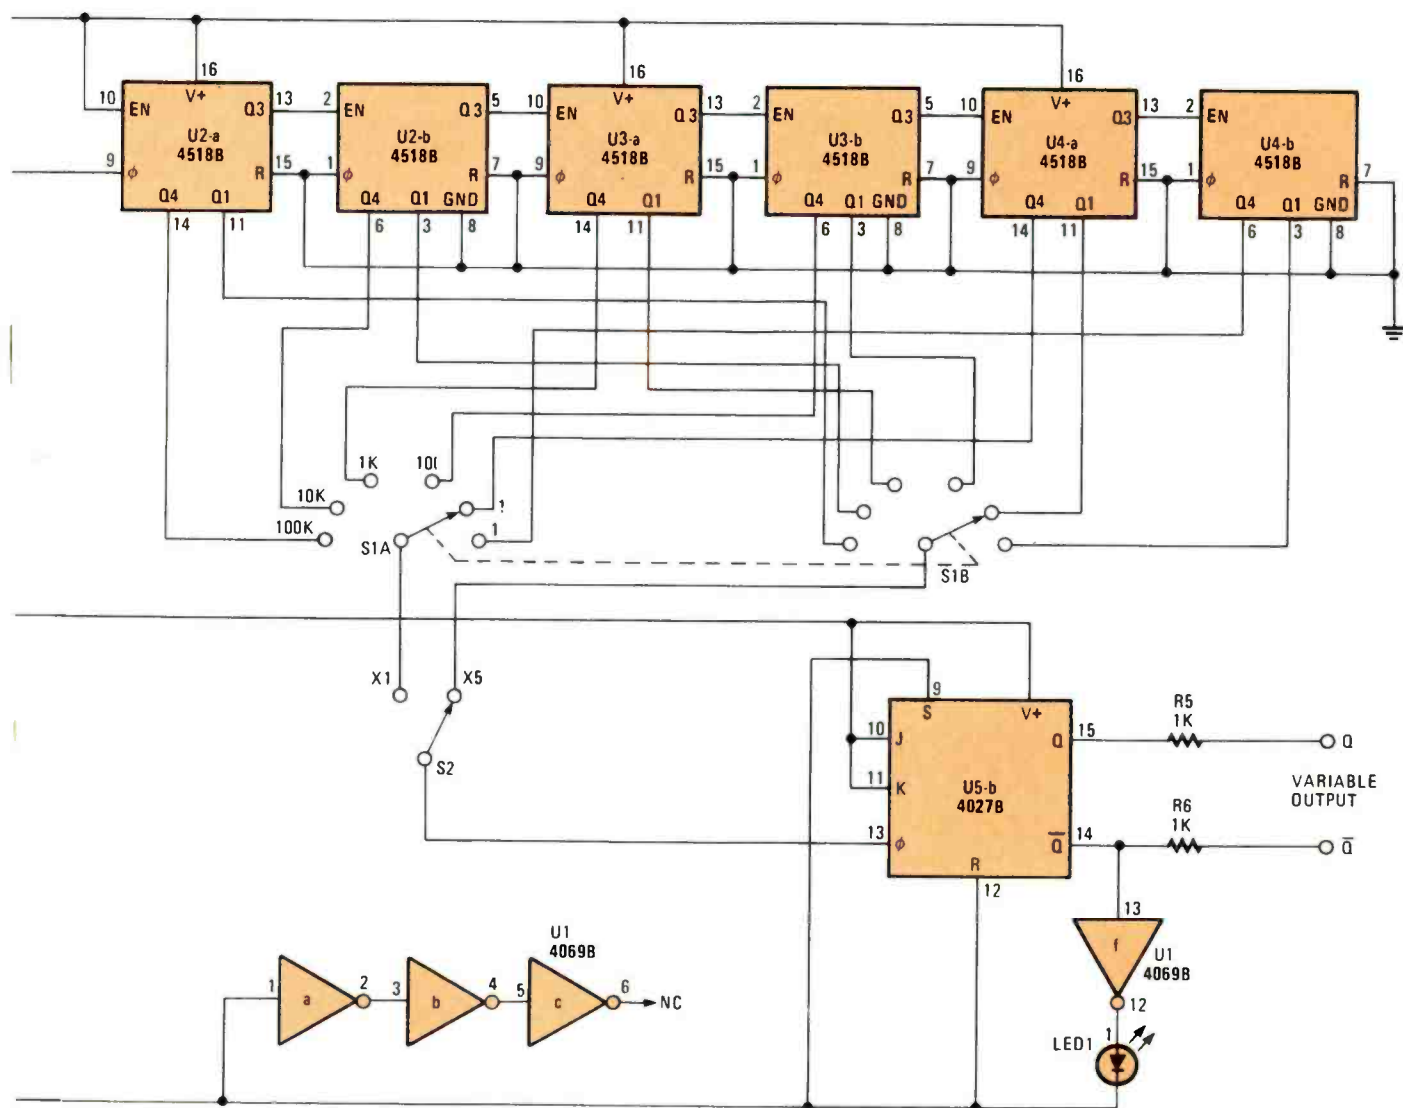 16 16 16
10 EN V+ Q3 13 2 EN Q3 5 10 EN V+ Q3 13 2 EN Q3 5 10 EN V+ Q3 13 2 EN
U2-a U2-b U3-a U3-b U4-a U4-b
4518B 4518B 4518B 4518B 4518B 4518B
9 ϕ R 15 1 ϕ R 7 9 ϕ R 15 1 ϕ R 7 9 ϕ R 15 1 ϕ R 7
Q4 Q1 Q4 Q1 GND Q4 Q1 Q4 Q1 GND Q4 Q1 Q4 Q1 GND
14 11 6 3 8 14 11 6 3 8 14 11 6 3 8
1K
10K
100K
1
S1A
S1B
X1 X5
S2
9
S V+
10 J Q 15
R5
1K
Q
11 K
U5-b
4027B
VARIABLE
OUTPUT
13 ϕ Q̅ 14
R6
1K
Q̅
R
12
13
f
U1
4069B
12
1
LED1
U1
4069B
1 a 2 3 b 4 5 c 6 NC